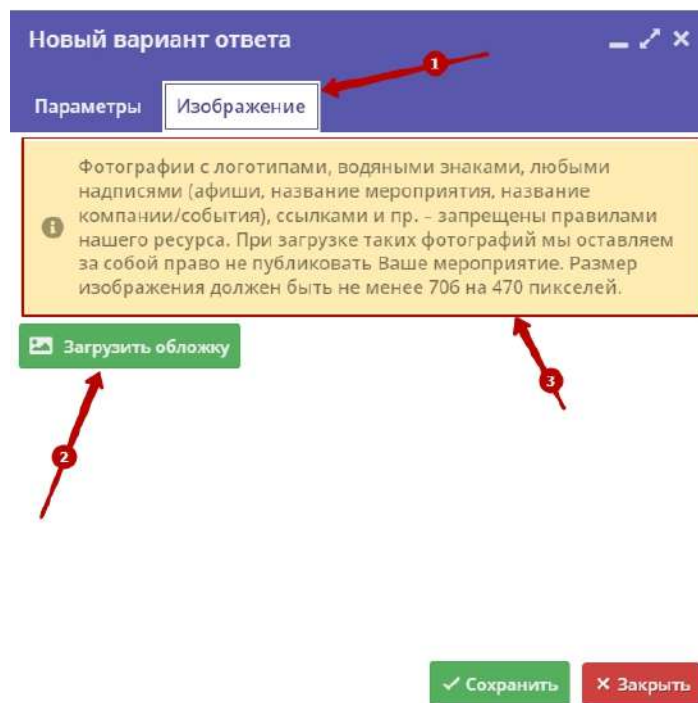 Новый вариант ответа
1
Параметры Изображение
Фотографии с логотипами, водяными знаками, любыми
надписями (афиши, название мероприятия, название
компании/события), ссылками и пр. – запрещены правилами
нашего ресурса. При загрузке таких фотографий мы оставляем
за собой право не публиковать Ваше мероприятие. Размер
изображения должен быть не менее 706 на 470 пикселей.
Загрузить обложку
3
2
Сохранить Закрыть